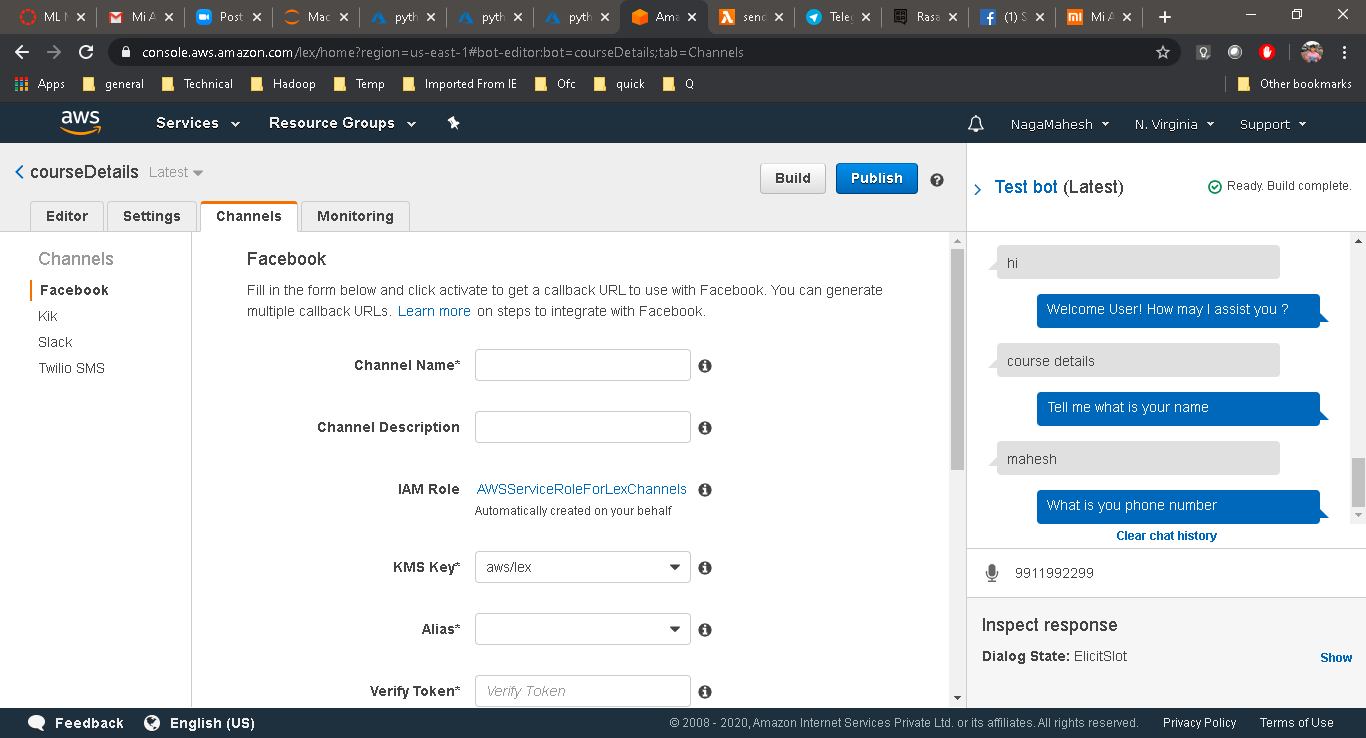 ML M
Mi A
Post
Mac
pyth
pyth
pyth
Ama
send
Teleg
Rasa
(1) S
Mi A
console.aws.amazon.com/lex/home?region=us-east-1#bot-editor:bot=courseDetails;tab=Channels
Apps general Technical Hadoop Temp Imported From IE Ofc quick Q Other bookmarks
aws Services Resource Groups NagaMahesh N. Virginia Support
courseDetails Latest Build Publish ?
Editor Settings Channels Monitoring
Channels
Facebook
Kik
Slack
Twilio SMS
Facebook
Fill in the form below and click activate to get a callback URL to use with Facebook. You can generate
multiple callback URLs. Learn more on steps to integrate with Facebook.
Channel Name*
Channel Description
IAM Role AWSServiceRoleForLexChannels
Automatically created on your behalf
KMS Key* aws/lex
Alias*
Verify Token* Verify Token
Test bot (Latest) Ready. Build complete.
hi
Welcome User! How may I assist you ?
course details
Tell me what is your name
mahesh
What is you phone number
Clear chat history
9911992299
Inspect response
Dialog State: ElicitSlot Show
Feedback English (US) © 2008 - 2020, Amazon Internet Services Private Ltd. or its affiliates. All rights reserved. Privacy Policy Terms of Use